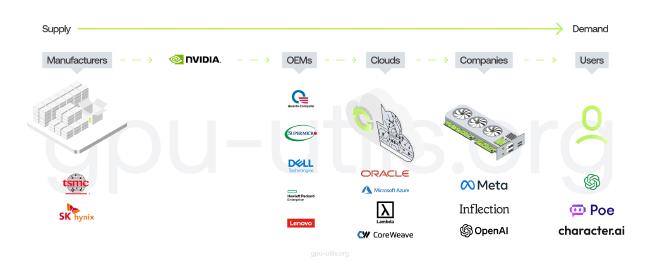 Supply
Demand
Manufacturers
NVIDIA.
OEMs
Clouds
Companies
Users
gpu-utils.org
tsmc
SK hynix
Quanta Computer
SUPERMICRO
DELL
Technologies
Hewlett Packard
Enterprise
Lenovo
ORACLE
Microsoft Azure
Lambda
CoreWeave
Meta
Inflection
OpenAI
Poe
character.ai
gpu-utils.org